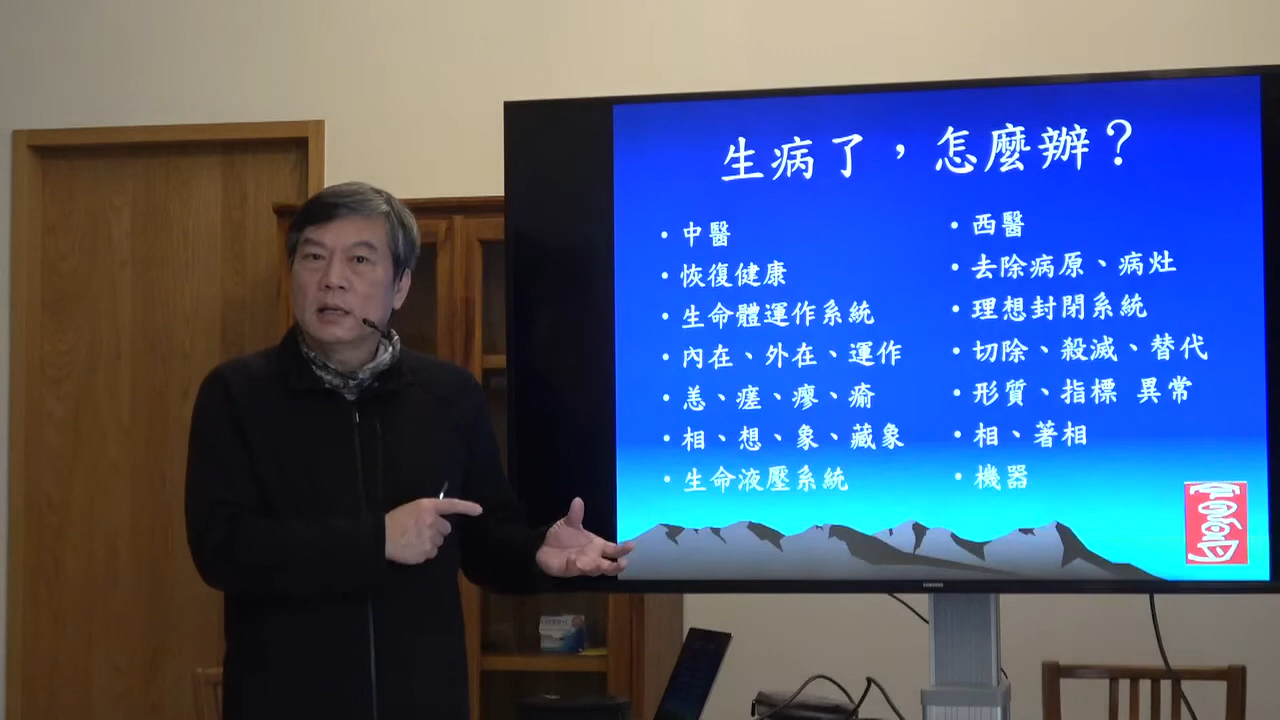 生病了，怎麼辦？
• 中醫
• 恢復健康
• 生命體運作系統
• 內在、外在、運作
• 恙、瘥、瘳、瘉
• 相、想、象、藏象
• 生命液壓系統
• 西醫
• 去除病原、病灶
• 理想封閉系統
• 切除、殺滅、替代
• 形質、指標 異常
• 相、著相
• 機器
SAMSUNG